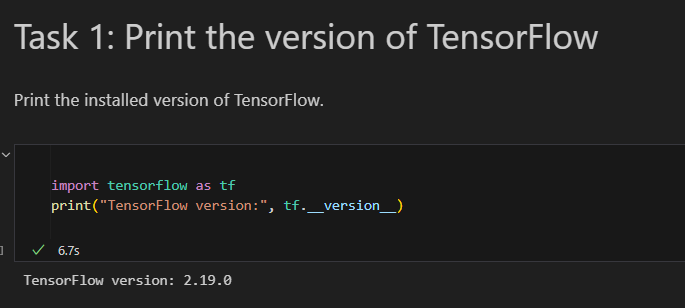 Task 1: Print the version of TensorFlow
Print the installed version of TensorFlow.
import tensorflow as tf
print("TensorFlow version:", tf.__version__)
]
6.7s
TensorFlow version: 2.19.0